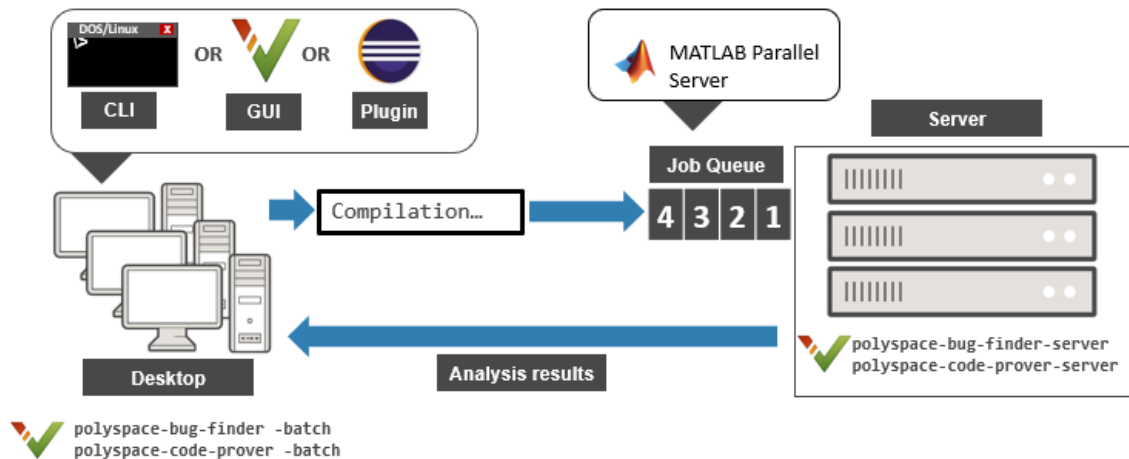 DOS/Linux X
\>
OR
OR
CLI
GUI
Plugin
MATLAB Parallel
Server
Server
Job Queue
4 3 2 1
Compilation…
Desktop
Analysis results
polyspace-bug-finder-server
polyspace-code-prover-server
polyspace-bug-finder -batch
polyspace-code-prover -batch